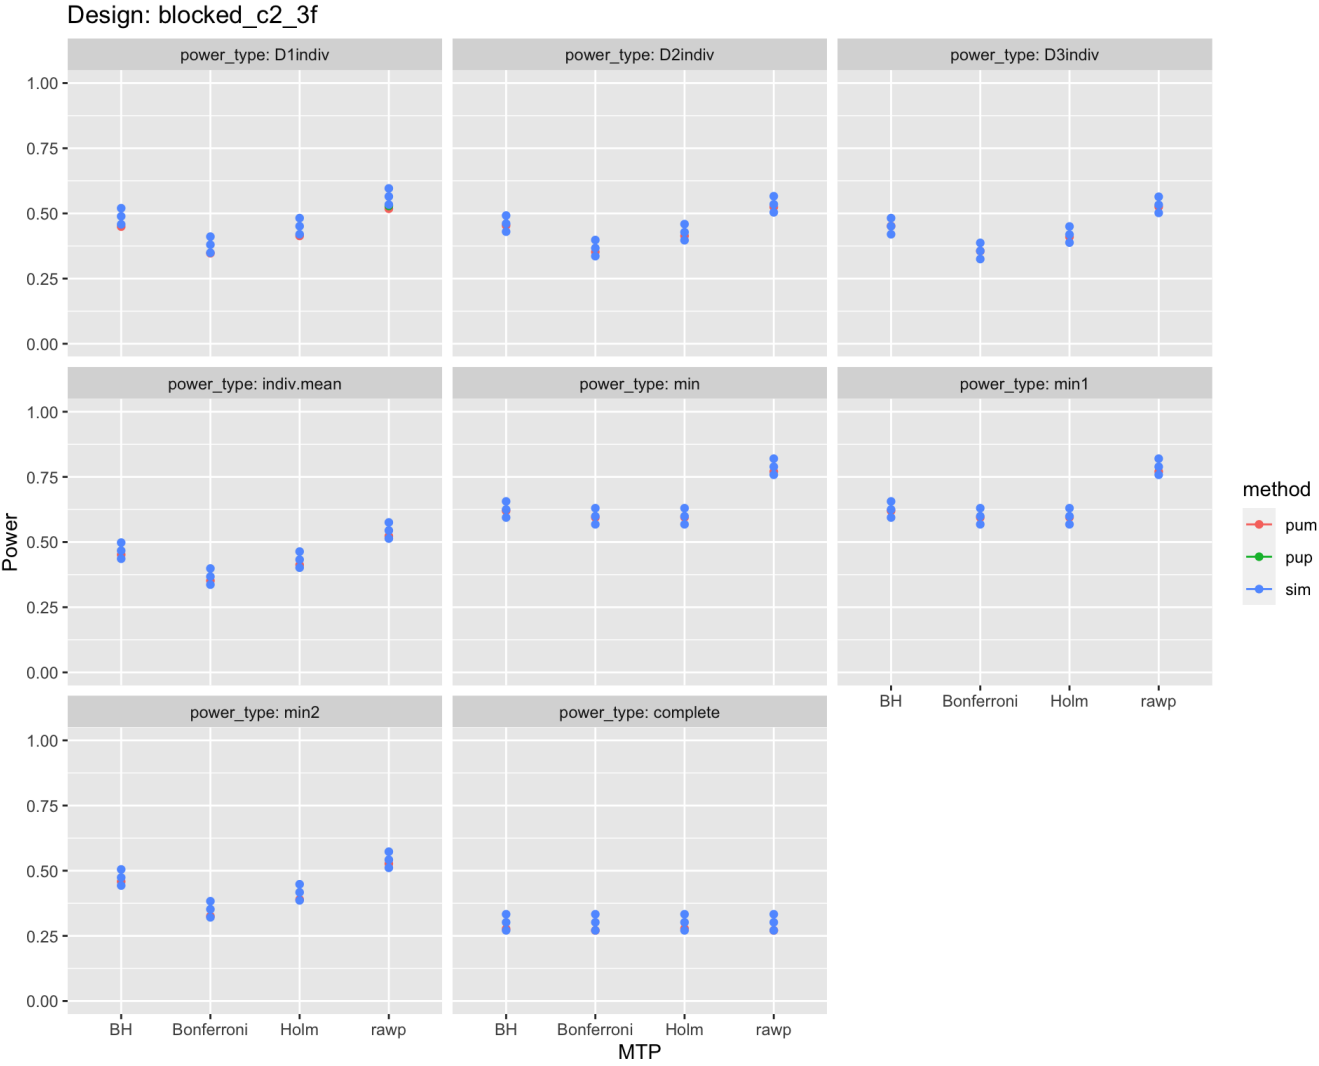 Design: blocked_c2_3f
power_type: D1indiv
power_type: D2indiv
power_type: D3indiv
1.00
0.75
0.50
0.25
0.00
power_type: indiv.mean
power_type: min
power_type: min1
1.00
0.75
0.50
0.25
0.00
BH Bonferroni Holm rawp
power_type: min2
power_type: complete
1.00
0.75
0.50
0.25
0.00
BH Bonferroni Holm rawp
BH Bonferroni Holm rawp
MTP
Power
method
pum
pup
sim